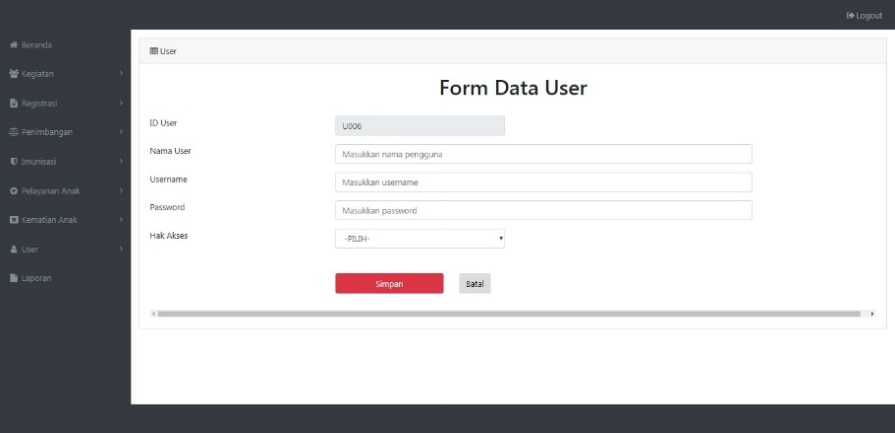 Logout
Beranda
Kegiatan
Registrasi
Penimbangan
Imunisasi
Pelayanan Anak
Kematian Anak
User
Laporan
User
Form Data User
ID User
U006
Nama User
Masukkan nama pengguna
Username
Masukkan username
Password
Masukkan password
Hak Akses
-PILIH-
Simpan
Batal